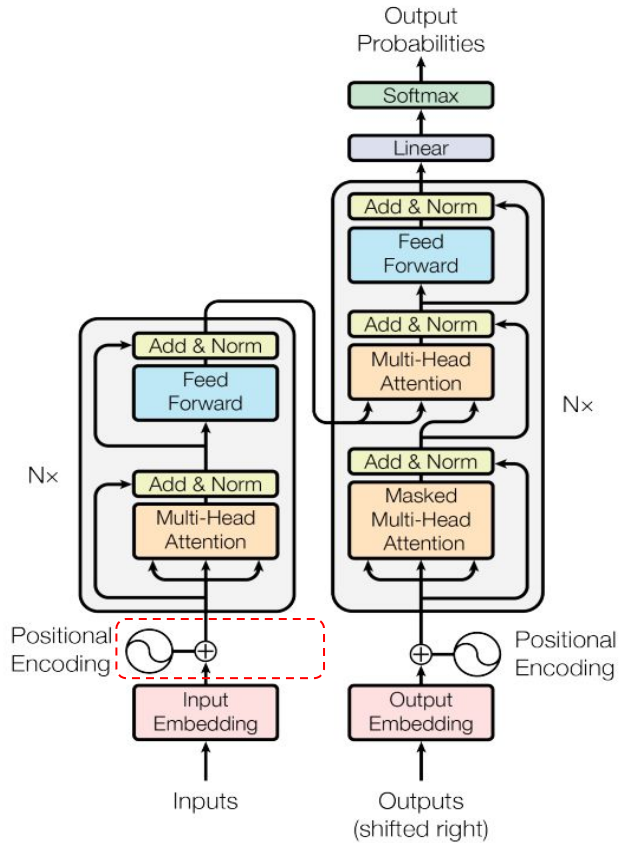 Output
Probabilities
Softmax
Linear
Add & Norm
Feed
Forward
Add & Norm
Multi-Head
Attention
Nx
Add & Norm
Masked
Multi-Head
Attention
Add & Norm
Feed
Forward
Nx
Add & Norm
Multi-Head
Attention
Positional
Encoding
Positional
Encoding
Input
Embedding
Output
Embedding
Inputs
Outputs
(shifted right)